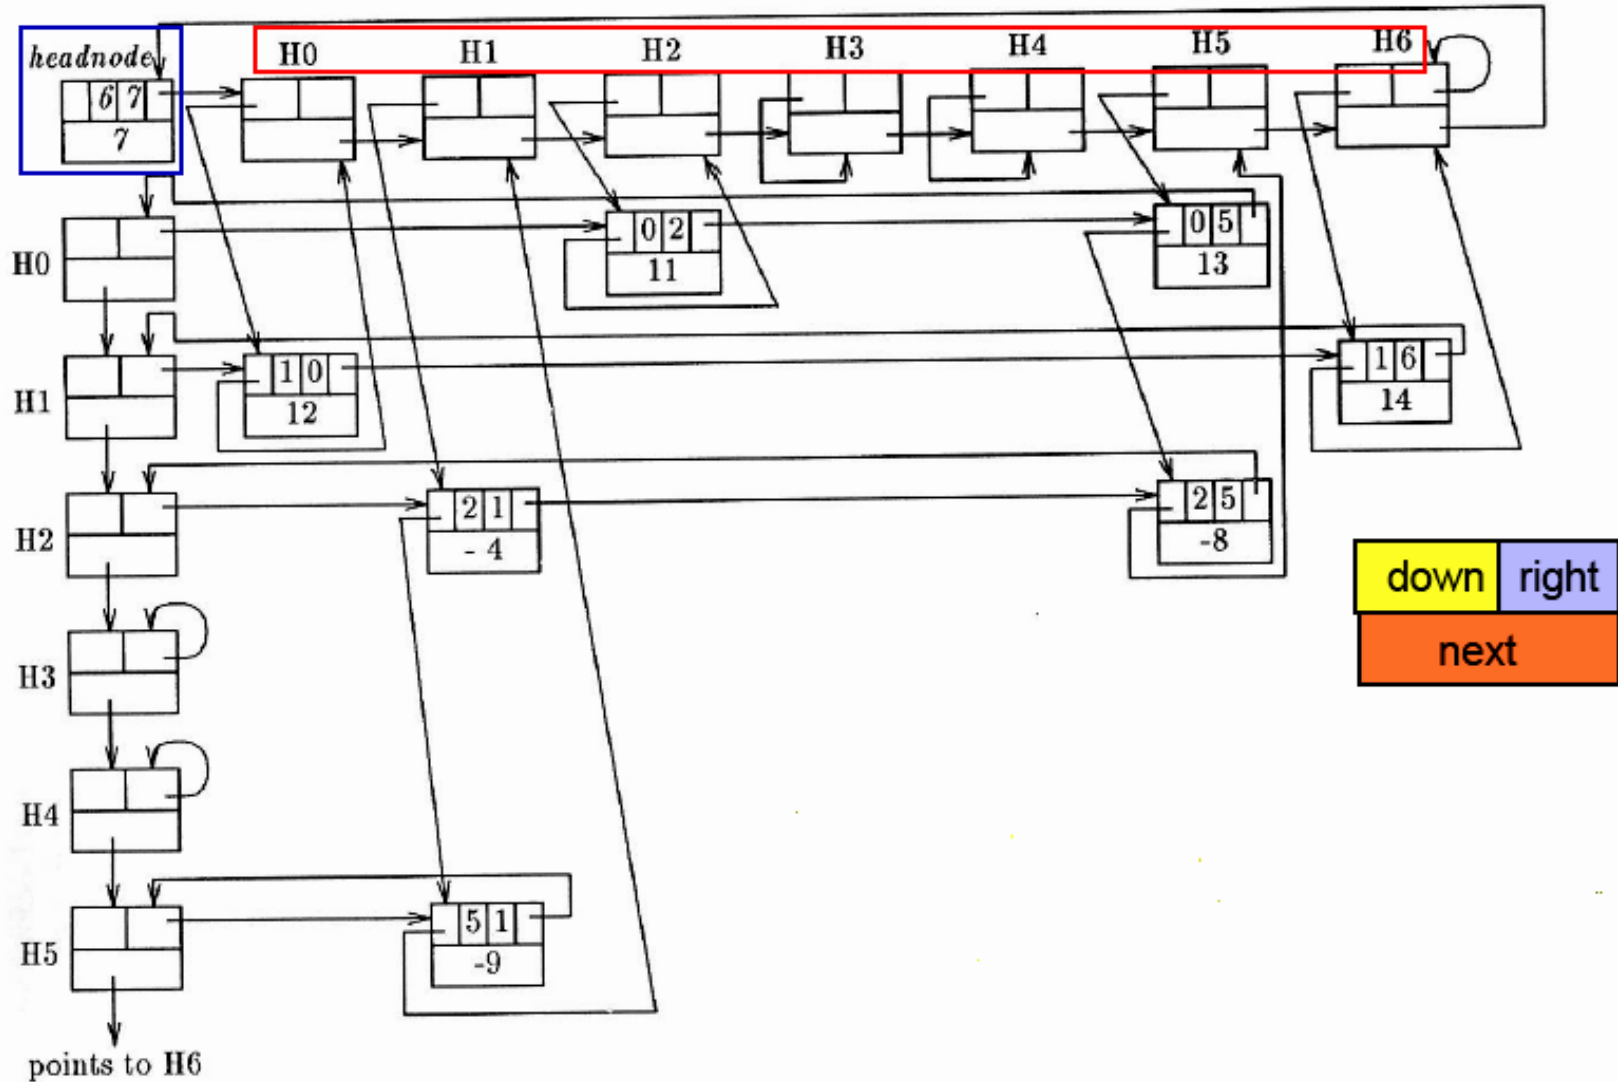 headnode H0 H1 H2 H3 H4 H5 H6
6 7
7
H0
0 2
11
0 5
13
H1
1 0
12
1 6
14
H2
2 1
- 4
2 5
-8
down right
next
H3
H4
H5
5 1
-9
points to H6